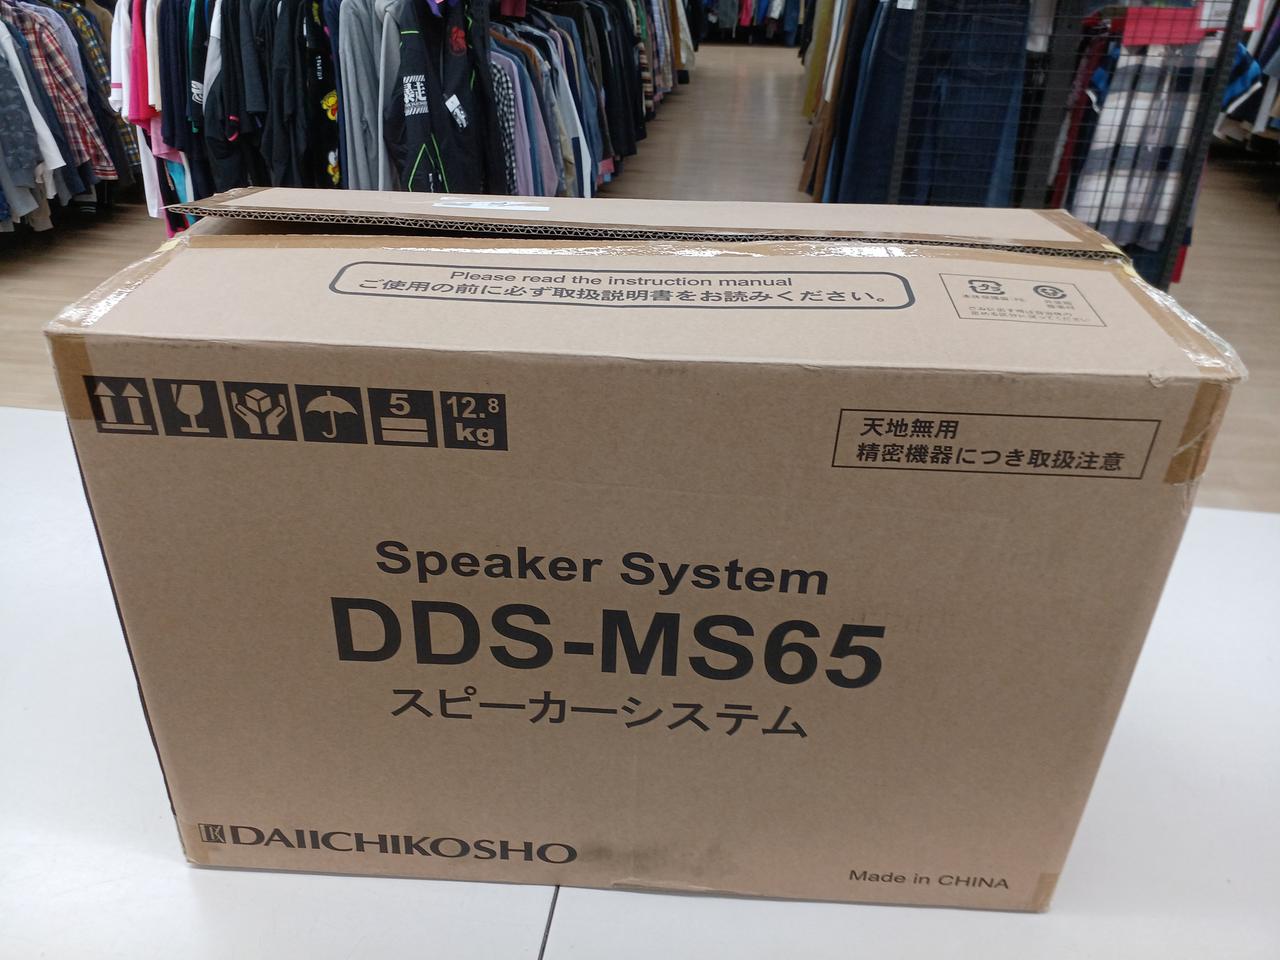 Please read the instruction manual
ご使用の前に必ず取扱説明書をお読みください。
5
12.8
kg
天地無用
精密機器につき取扱注意
Speaker System
DDS-MS65
スピーカーシステム
DAIICHIKOSHO
Made in CHINA
暴走